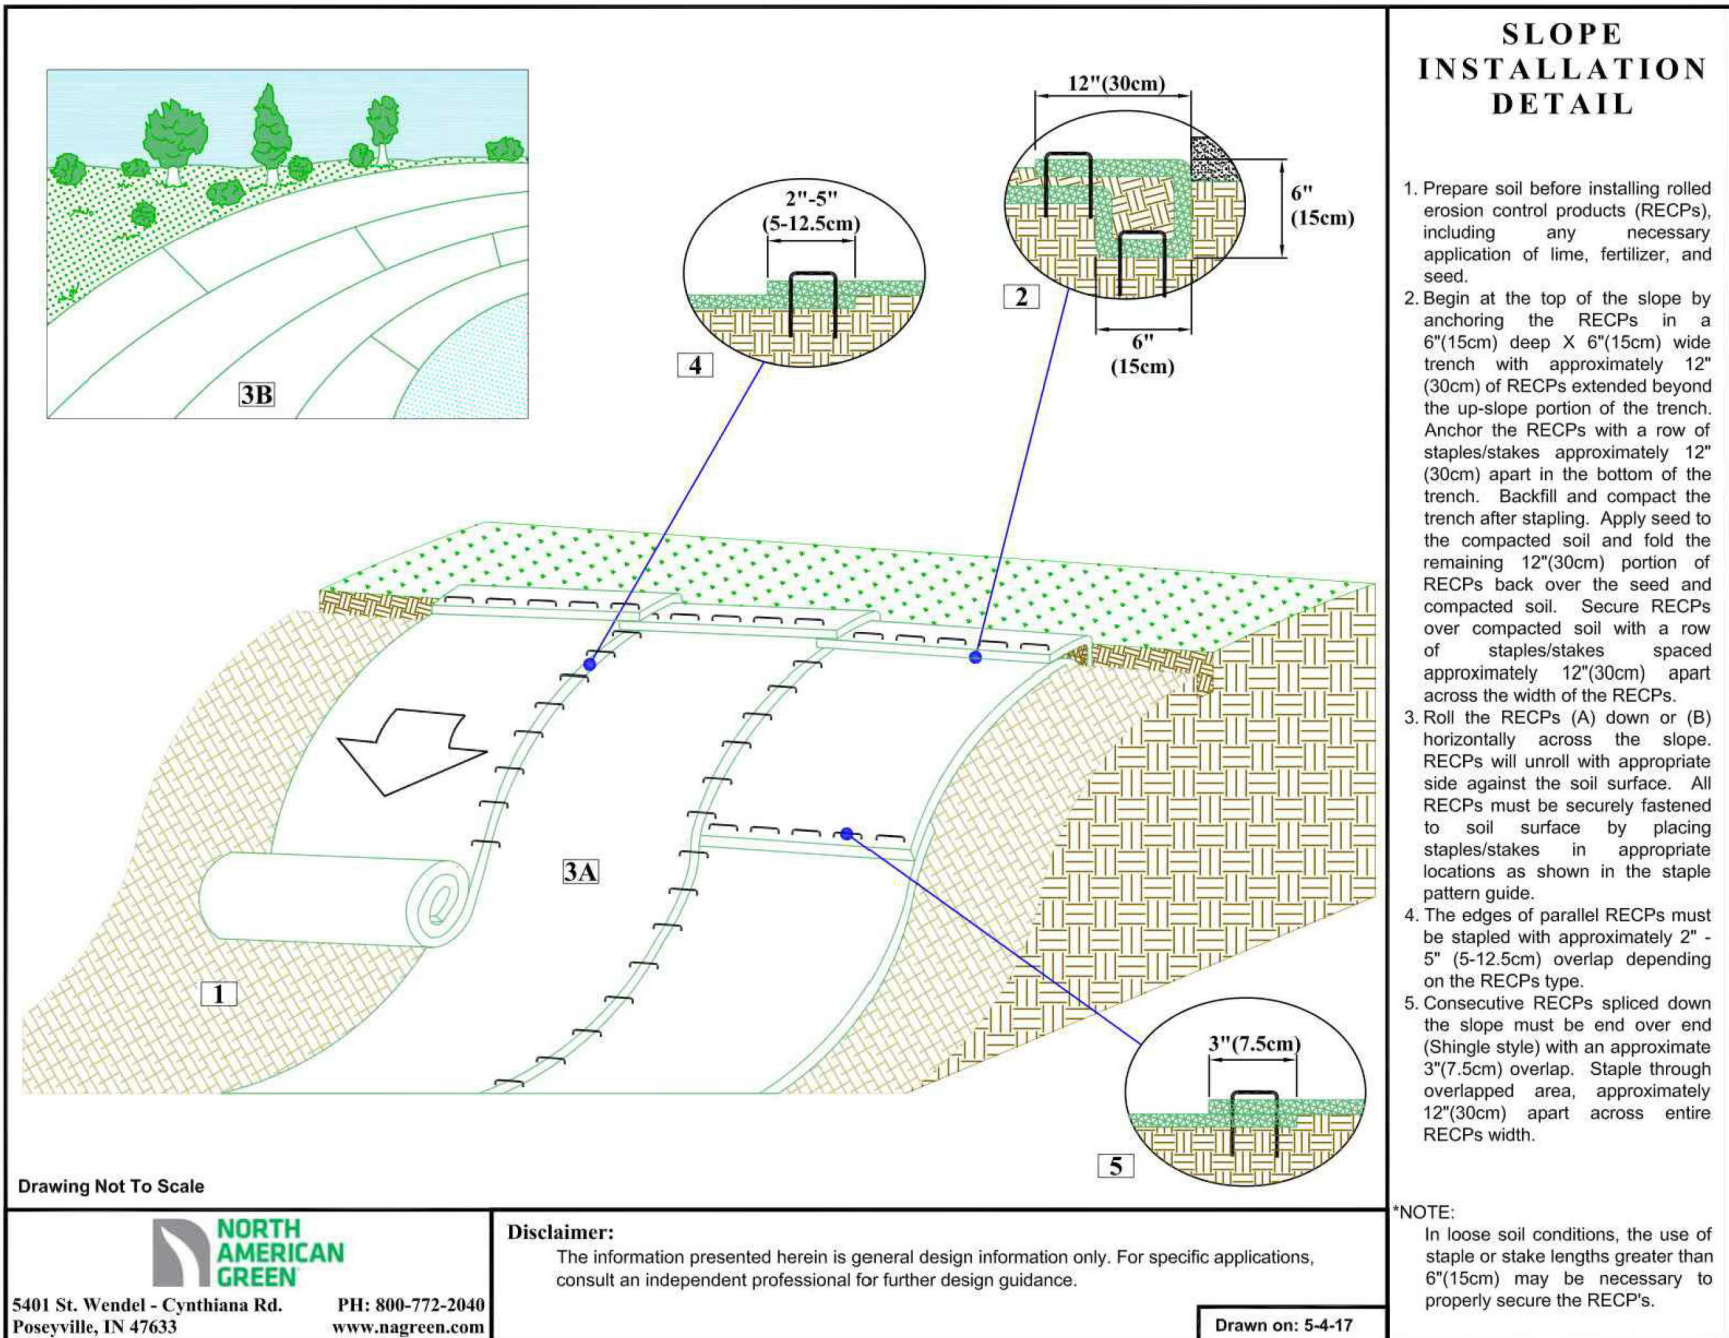 SLOPE
INSTALLATION
DETAIL
1. Prepare soil before installing rolled
erosion control products (RECPs),
including any necessary
application of lime, fertilizer, and
seed.
2. Begin at the top of the slope by
anchoring the RECPs in a
6"(15cm) deep X 6"(15cm) wide
trench with approximately 12"
(30cm) of RECPs extended beyond
the up-slope portion of the trench.
Anchor the RECPs with a row of
staples/stakes approximately 12"
(30cm) apart in the bottom of the
trench. Backfill and compact the
trench after stapling. Apply seed to
the compacted soil and fold the
remaining 12"(30cm) portion of
RECPs back over the seed and
compacted soil. Secure RECPs
over compacted soil with a row
of staples/stakes spaced
approximately 12"(30cm) apart
across the width of the RECPs.
3. Roll the RECPs (A) down or (B)
horizontally across the slope.
RECPs will unroll with appropriate
side against the soil surface. All
RECPs must be securely fastened
to soil surface by placing
staples/stakes in appropriate
locations as shown in the staple
pattern guide.
4. The edges of parallel RECPs must
be stapled with approximately 2" -
5" (5-12.5cm) overlap depending
on the RECPs type.
5. Consecutive RECPs spliced down
the slope must be end over end
(Shingle style) with an approximate
3"(7.5cm) overlap. Staple through
overlapped area, approximately
12"(30cm) apart across entire
RECPs width.
*NOTE:
In loose soil conditions, the use of
staple or stake lengths greater than
6"(15cm) may be necessary to
properly secure the RECP's.
3B
2"-5"
(5-12.5cm)
4
12"(30cm)
6"
(15cm)
2
6"
(15cm)
3A
1
3"(7.5cm)
5
Drawing Not To Scale
NORTH
AMERICAN
GREEN
5401 St. Wendel - Cynthiana Rd.
Poseyville, IN 47633
PH: 800-772-2040
www.nagreen.com
Disclaimer:
The information presented herein is general design information only. For specific applications,
consult an independent professional for further design guidance.
Drawn on: 5-4-17